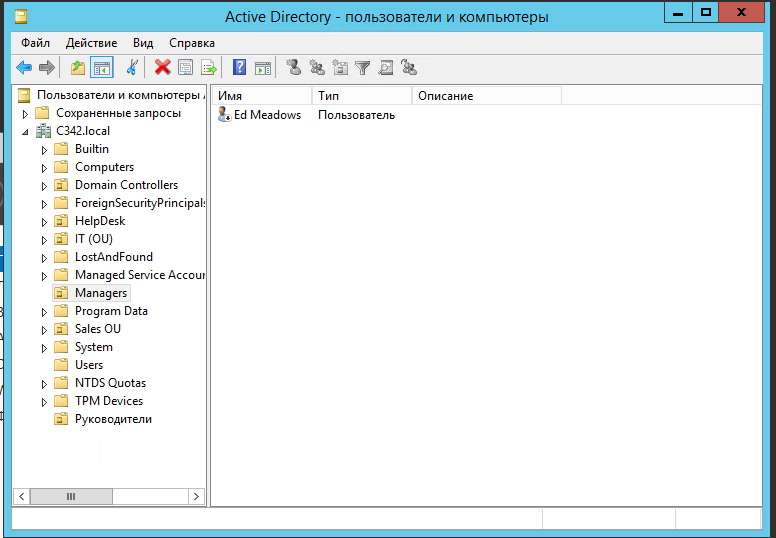 Active Directory - пользователи и компьютеры
Файл Действие Вид Справка
Пользователи и компьютеры
Сохраненные запросы
C342.local
Builtin
Computers
Domain Controllers
ForeignSecurityPrincipals
HelpDesk
IT (OU)
LostAndFound
Managed Service Accour
Managers
Program Data
Sales OU
System
Users
NTDS Quotas
TPM Devices
Руководители
Имя Тип Описание
Ed Meadows Пользователь